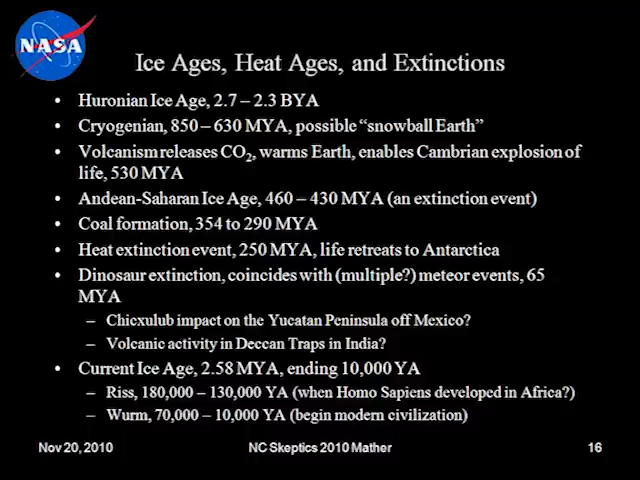 NASA
Ice Ages, Heat Ages, and Extinctions
• Huronian Ice Age, 2.7 – 2.3 BYA
• Cryogenian, 850 – 630 MYA, possible “snowball Earth”
• Volcanism releases CO₂, warms Earth, enables Cambrian explosion of
life, 530 MYA
• Andean-Saharan Ice Age, 460 – 430 MYA (an extinction event)
• Coal formation, 354 to 290 MYA
• Heat extinction event, 250 MYA, life retreats to Antarctica
• Dinosaur extinction, coincides with (multiple?) meteor events, 65
MYA
– Chicxulub impact on the Yucatan Peninsula off Mexico?
– Volcanic activity in Deccan Traps in India?
• Current Ice Age, 2.58 MYA, ending 10,000 YA
– Riss, 180,000 – 130,000 YA (when Homo Sapiens developed in Africa?)
– Wurm, 70,000 – 10,000 YA (begin modern civilization)
Nov 20, 2010 NC Skeptics 2010 Mather 16